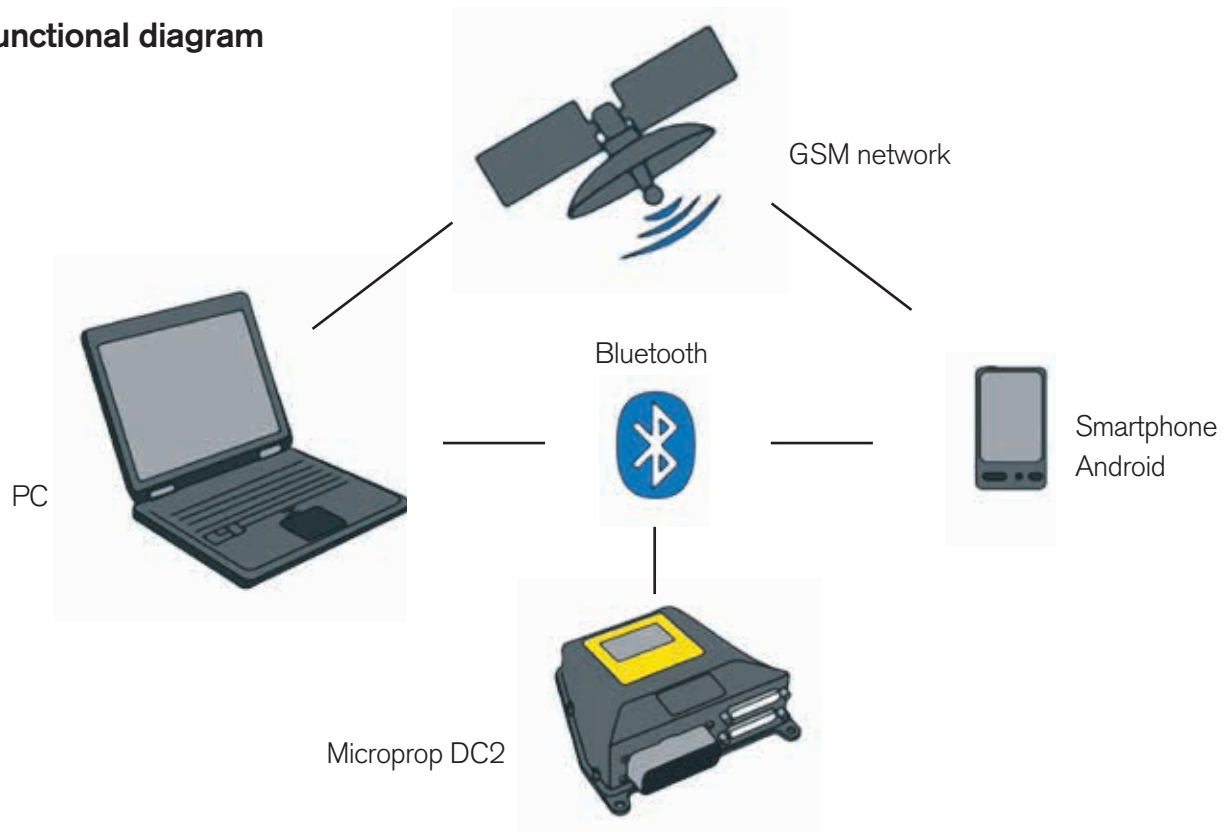 unctional diagram
GSM network
Bluetooth
Smartphone
Android
PC
Microprop DC2